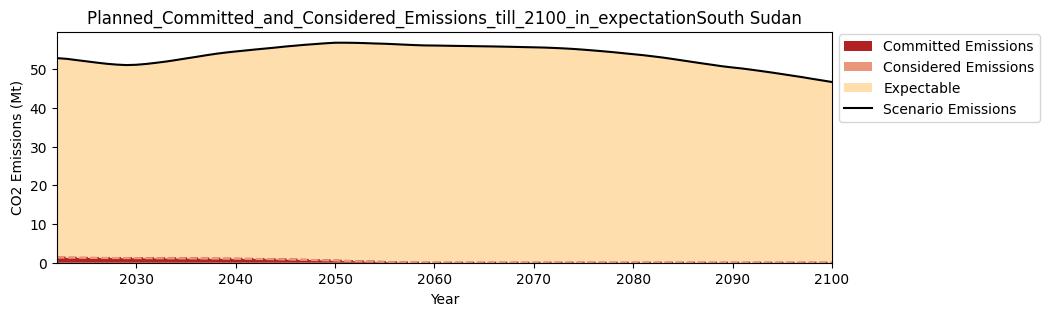 Planned_Committed_and_Considered_Emissions_till_2100_in_expectationSouth Sudan
Committed Emissions
Considered Emissions
Expectable
Scenario Emissions
CO2 Emissions (Mt)
50
40
30
20
10
0
2030 2040 2050 2060 2070 2080 2090 2100
Year